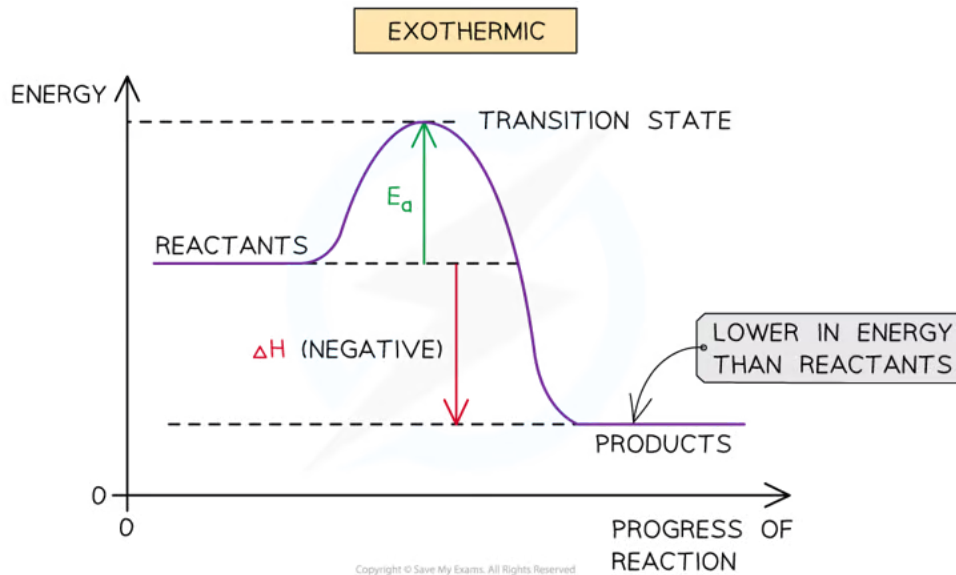 EXOTHERMIC
ENERGY
TRANSITION STATE
Ea
REACTANTS
ΔH (NEGATIVE)
LOWER IN ENERGY
THAN REACTANTS
PRODUCTS
0
0
PROGRESS OF
REACTION
Copyright © Save My Exams. All Rights Reserved